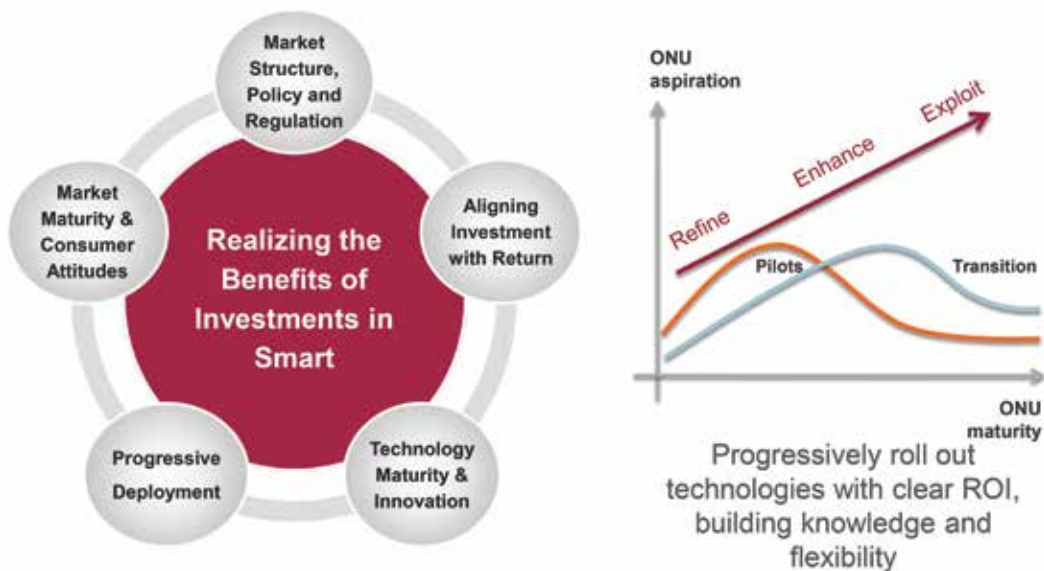 Market
Structure,
Policy and
Regulation
Market
Maturity &
Consumer
Attitudes
Aligning
Investment
with Return
Realizing the
Benefits of
Investments in
Smart
Progressive
Deployment
Technology
Maturity &
Innovation
ONU
aspiration
Refine
Enhance
Exploit
Pilots
Transition
ONU
maturity
Progressively roll out
technologies with clear ROI,
building knowledge and
flexibility